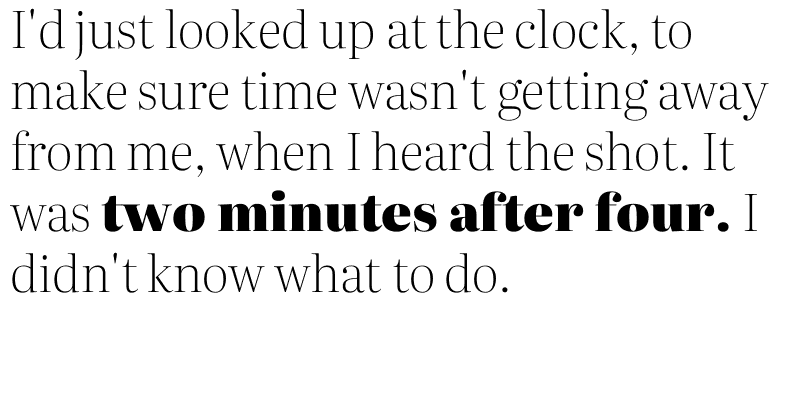 I'd just looked up at the clock, to
make sure time wasn't getting away
from me, when I heard the shot. It
was two minutes after four. I
didn't know what to do.